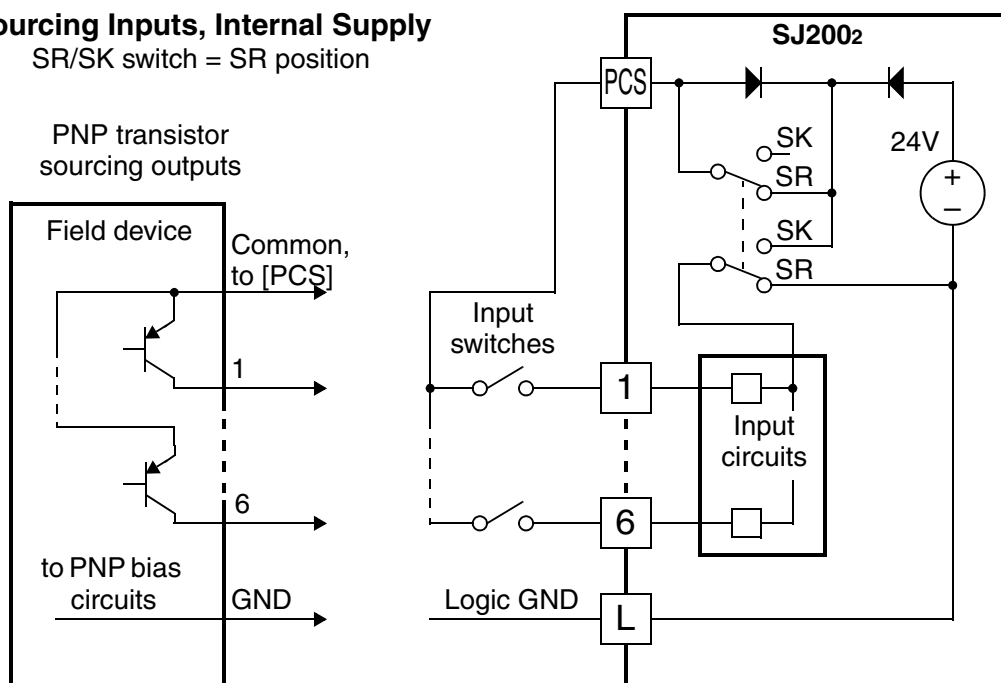 ourcing Inputs, Internal Supply
SR/SK switch = SR position
PNP transistor
sourcing outputs
Field device
Common,
to [PCS]
1
6
to PNP bias
circuits
GND
Input
switches
Logic GND
SJ2002
PCS
24V
+
–
SK
SR
SK
SR
1
Input
circuits
6
L